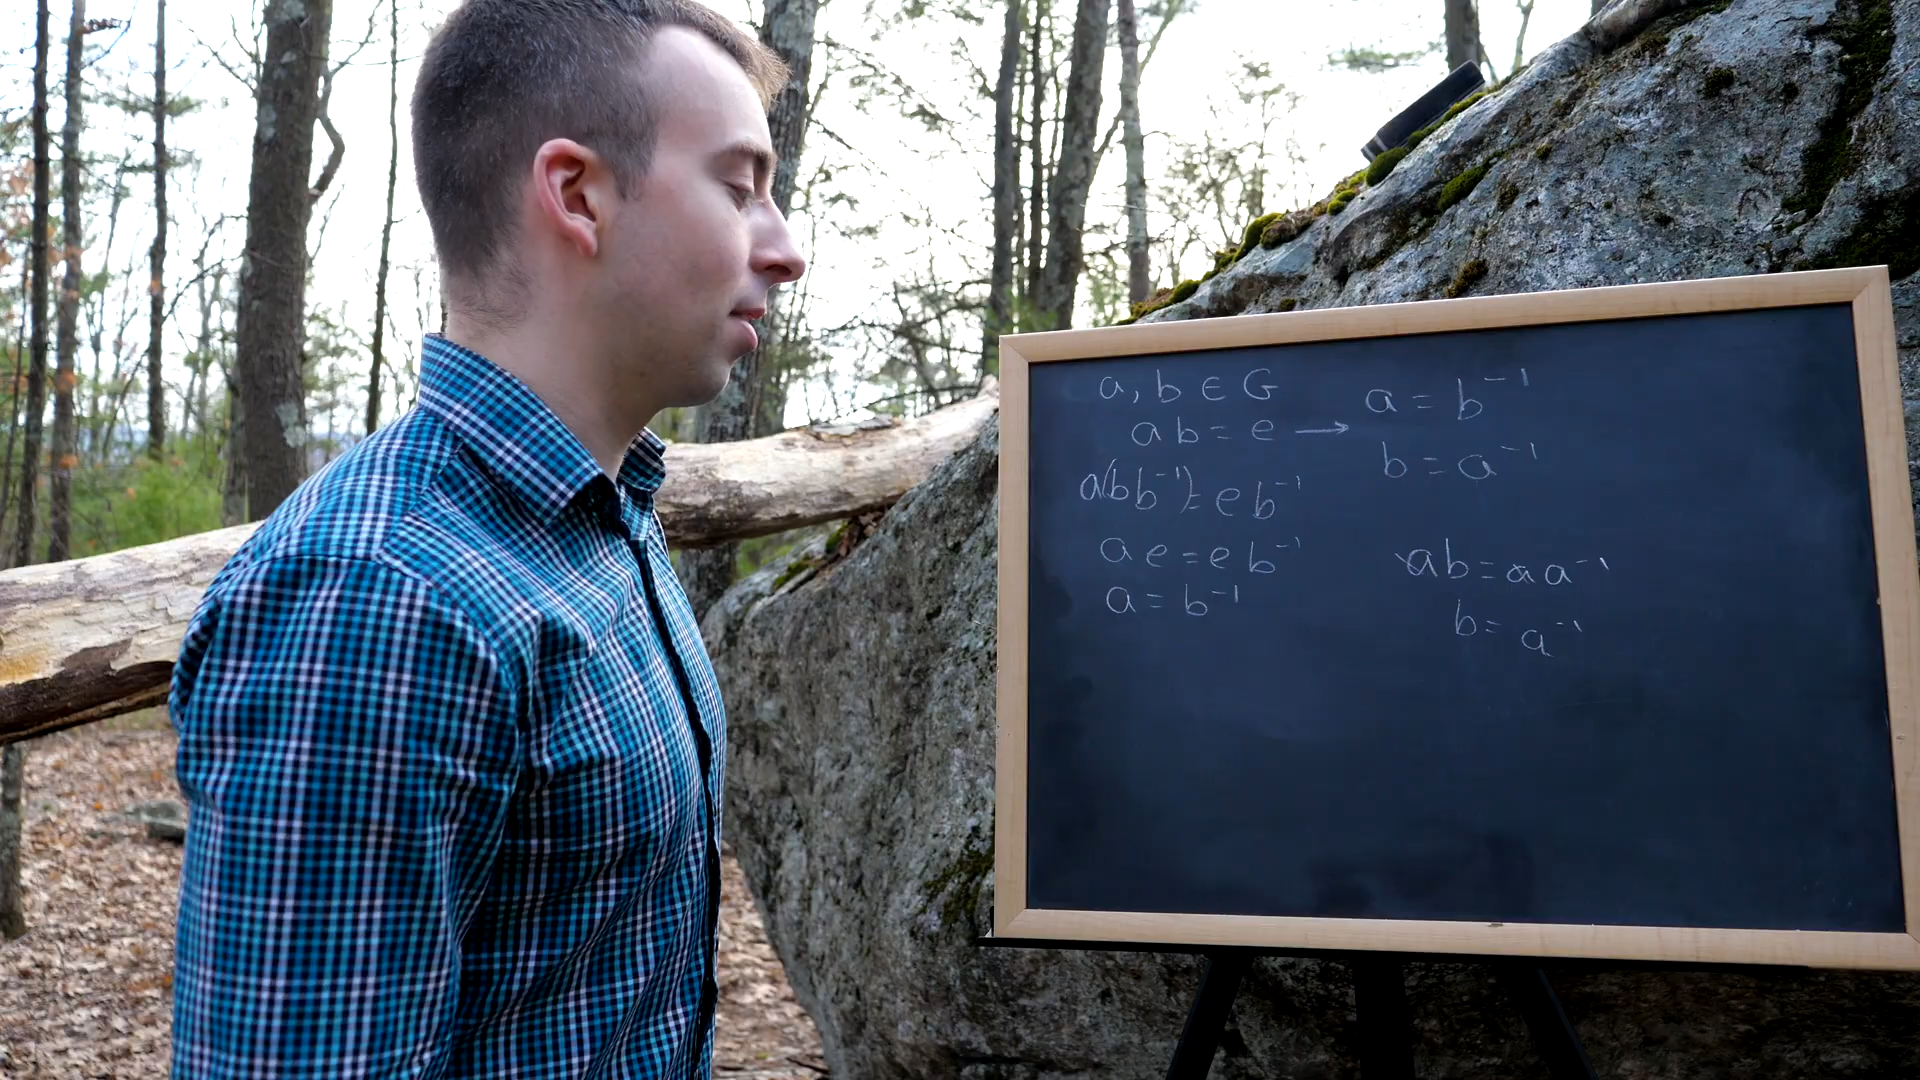 a, b ∈ G
ab = e → a = b⁻¹
b = a⁻¹
a(bb⁻¹) = eb⁻¹
ae = eb⁻¹
a = b⁻¹
ab = aa⁻¹
b = a⁻¹